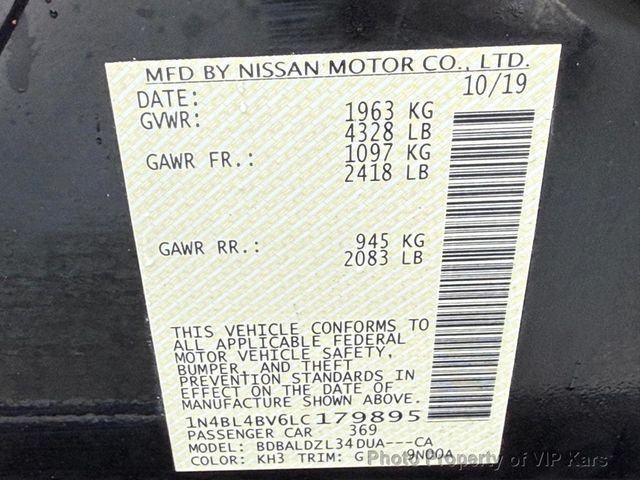 MFD BY NISSAN MOTOR CO., LTD.
DATE: 10/19
GVWR: 1963 KG
4328 LB
GAWR FR.: 1097 KG
2418 LB
GAWR RR.: 945 KG
2083 LB
THIS VEHICLE CONFORMS TO
ALL APPLICABLE FEDERAL
MOTOR VEHICLE SAFETY,
BUMPER, AND THEFT
PREVENTION STANDARDS IN
EFFECT ON THE DATE OF
MANUFACTURE SHOWN ABOVE.
1N4BL4BV6LC179895
PASSENGER CAR 369
MODEL: BDBALDZL34DUA---CA
COLOR: KH3 TRIM: G
Photo Property of VIP Kars